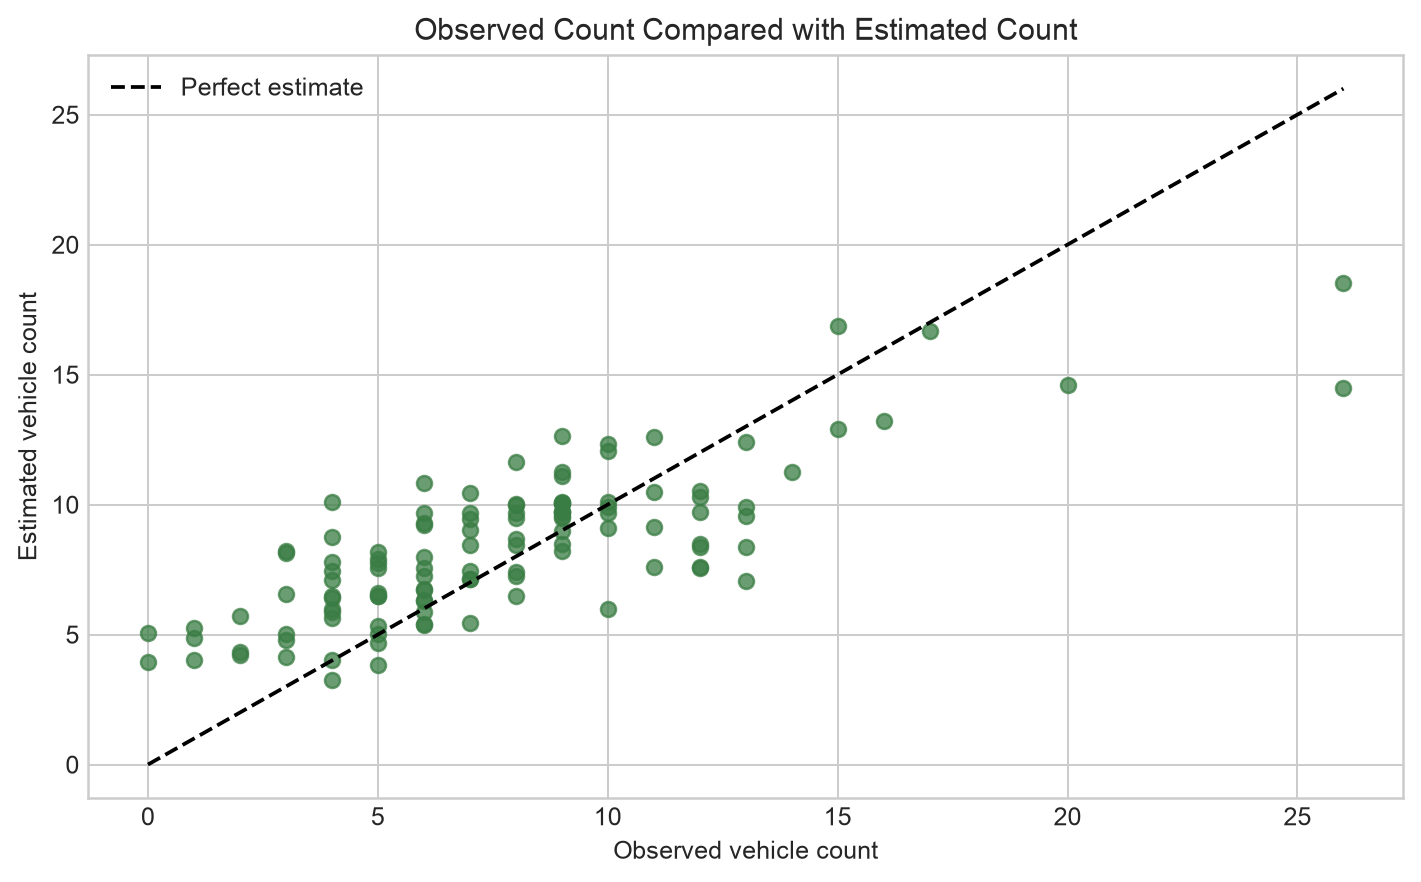 Observed Count Compared with Estimated Count
Perfect estimate
25
20
15
10
5
0
Estimated vehicle count
0 5 10 15 20 25
Observed vehicle count